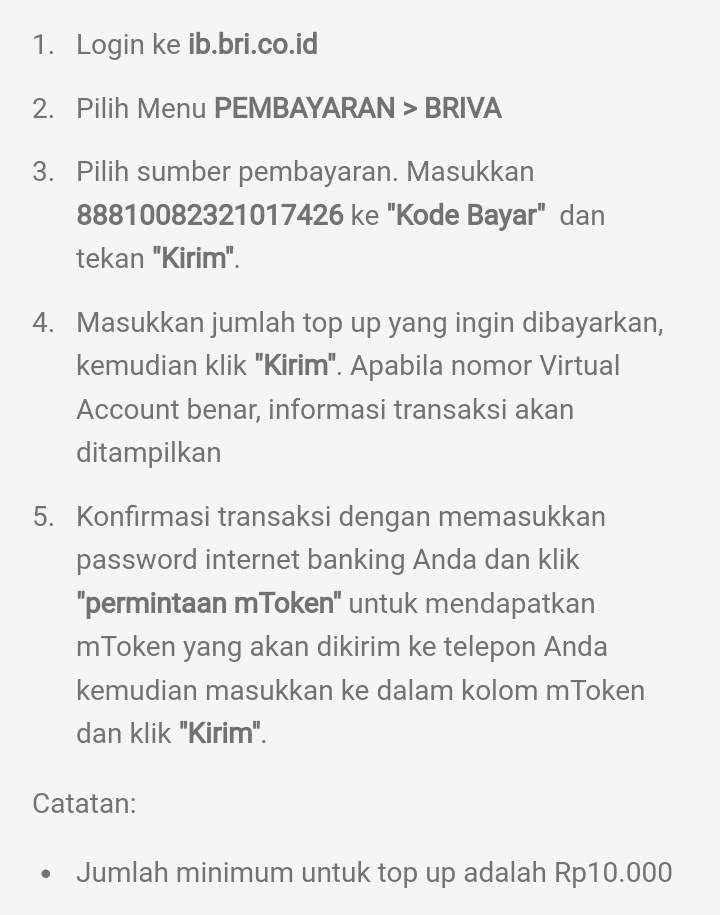 1. Login ke ib.bri.co.id
2. Pilih Menu PEMBAYARAN > BRIVA
3. Pilih sumber pembayaran. Masukkan
88810082321017426 ke "Kode Bayar" dan
tekan "Kirim".
4. Masukkan jumlah top up yang ingin dibayarkan,
kemudian klik "Kirim". Apabila nomor Virtual
Account benar, informasi transaksi akan
ditampilkan
5. Konfirmasi transaksi dengan memasukkan
password internet banking Anda dan klik
"permintaan mToken" untuk mendapatkan
mToken yang akan dikirim ke telepon Anda
kemudian masukkan ke dalam kolom mToken
dan klik "Kirim".
Catatan:
• Jumlah minimum untuk top up adalah Rp10.000